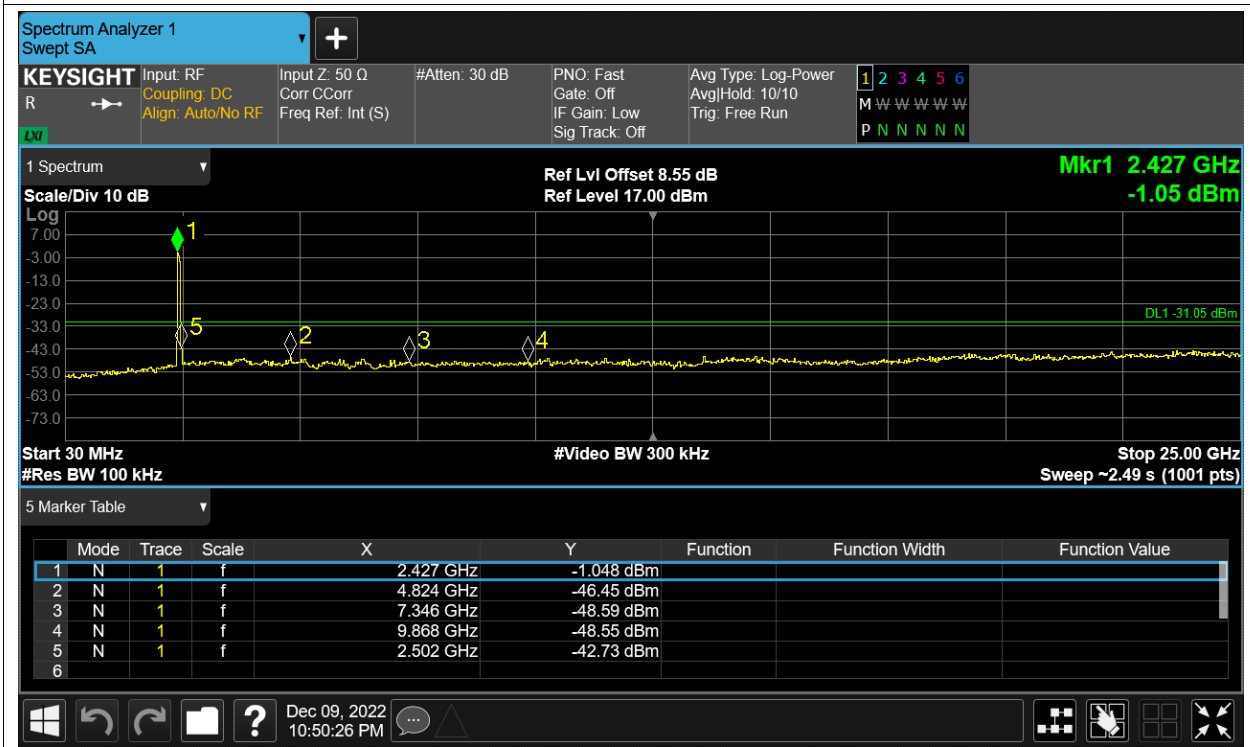 Spectrum Analyzer 1
Swept SA
KEYSIGHT
R
LXI
Input: RF
Coupling: DC
Align: Auto/No RF
Input Z: 50 Ω
Corr CCorr
Freq Ref: Int (S)
#Atten: 30 dB
PNO: Fast
Gate: Off
IF Gain: Low
Sig Track: Off
Avg Type: Log-Power
Avg|Hold: 10/10
Trig: Free Run
1 2 3 4 5 6
M W W W W W
P N N N N N
1 Spectrum
Scale/Div 10 dB
Ref Lvl Offset 8.55 dB
Ref Level 17.00 dBm
Mkr1 2.427 GHz
-1.05 dBm
Log
7.00
-3.00
-13.0
-23.0
-33.0
-43.0
-53.0
-63.0
-73.0
1
5
2
3
4
DL1 -31.05 dBm
Start 30 MHz
#Video BW 300 kHz
Stop 25.00 GHz
#Res BW 100 kHz
Sweep ~2.49 s (1001 pts)
5 Marker Table
Mode Trace Scale X Y Function Function Width Function Value
1 N 1 f 2.427 GHz -1.048 dBm
2 N 1 f 4.824 GHz -46.45 dBm
3 N 1 f 7.346 GHz -48.59 dBm
4 N 1 f 9.868 GHz -48.55 dBm
5 N 1 f 2.502 GHz -42.73 dBm
6
?
Dec 09, 2022
10:50:26 PM